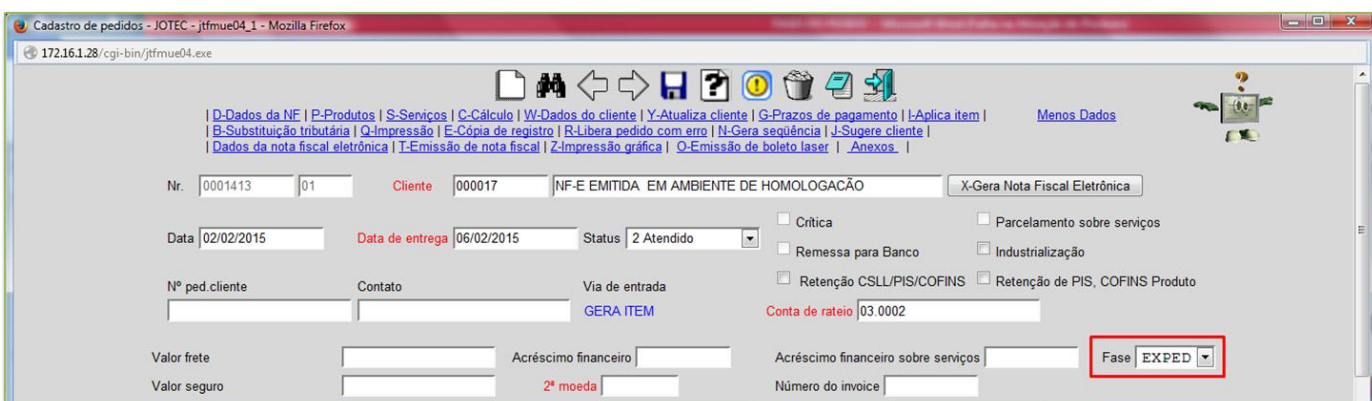 Cadastro de pedidos - JOTEC - jtfmue04_1 - Mozilla Firefox
172.16.1.28/cgi-bin/jtfmue04.exe
| D-Dados da NF | P-Produtos | S-Serviços | C-Cálculo | W-Dados do cliente | Y-Atualiza cliente | G-Prazos de pagamento | I-Aplica item | Menos Dados
| B-Substituição tributária | Q-Impressão | E-Cópia de registro | R-Libera pedido com erro | N-Gera seqüência | J-Sugere cliente |
| Dados da nota fiscal eletrônica | T-Emissão de nota fiscal | Z-Impressão gráfica | O-Emissão de boleto laser | Anexos |
Nr. 0001413 01 Cliente 000017 NF-E EMITIDA EM AMBIENTE DE HOMOLOGACÃO X-Gera Nota Fiscal Eletrônica
Crítica Parcelamento sobre serviços
Data 02/02/2015 Data de entrega 06/02/2015 Status 2 Atendido
Remessa para Banco Industrialização
Retenção CSLL/PIS/COFINS Retenção de PIS, COFINS Produto
Nº ped.cliente Contato Via de entrada
GERA ITEM Conta de rateio 03.0002
Valor frete Acréscimo financeiro Acréscimo financeiro sobre serviços Fase EXPED
Valor seguro 2ª moeda Número do invoice